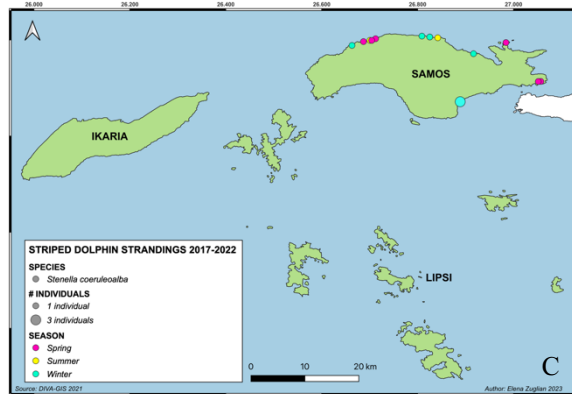 26.000 26.200 26.400 26.600 26.800 27.000
SAMOS
IKARIA
LIPSI
STRIPED DOLPHIN STRANDINGS 2017-2022
SPECIES
Stenella coeruleoalba
# INDIVIDUALS
1 individual
3 individuals
SEASON
Spring
Summer
Winter
0 10 20 km
C
Source: DIVA-GIS 2021
Author: Elena Zuglian 2023